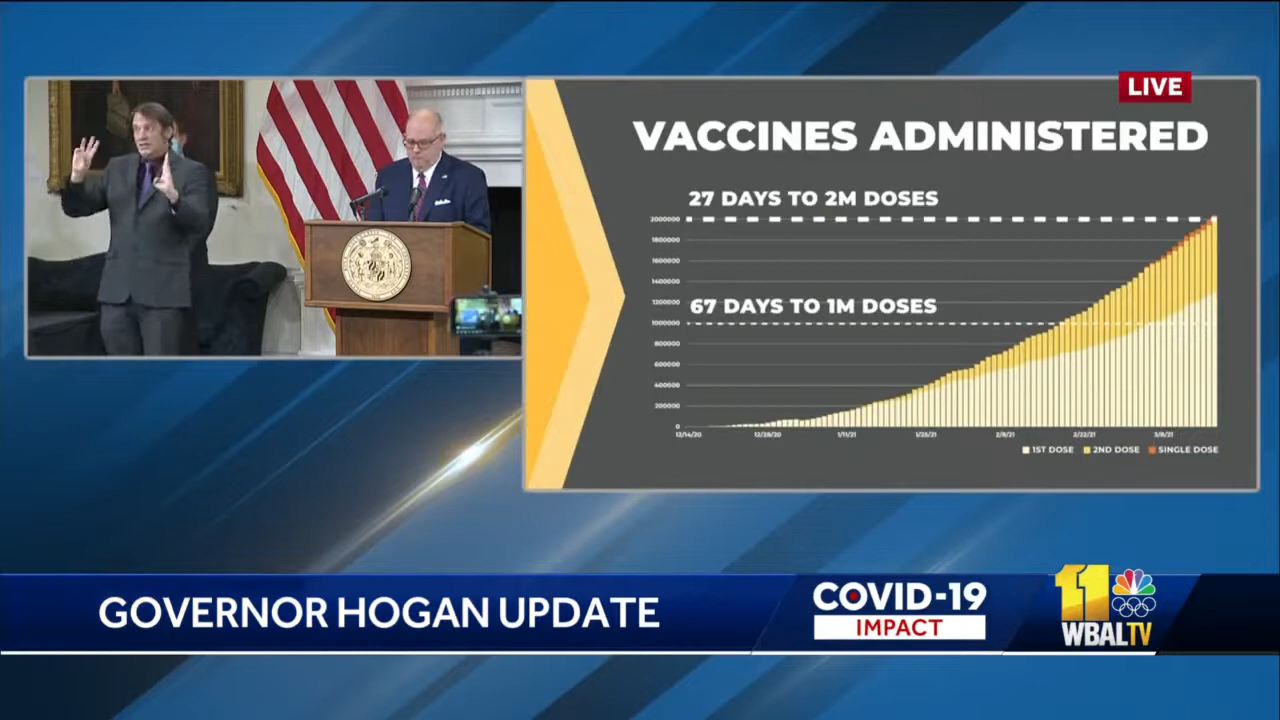 LIVE
VACCINES ADMINISTERED
27 DAYS TO 2M DOSES
2000000
1800000
1600000
1400000
1200000
67 DAYS TO 1M DOSES
1000000
800000
600000
400000
200000
0
12/14/20 12/28/20 1/11/21 1/25/21 2/8/21 2/22/21 3/8/21
1ST DOSE 2ND DOSE SINGLE DOSE
GOVERNOR HOGAN UPDATE
COVID-19
IMPACT
11
WBALTV